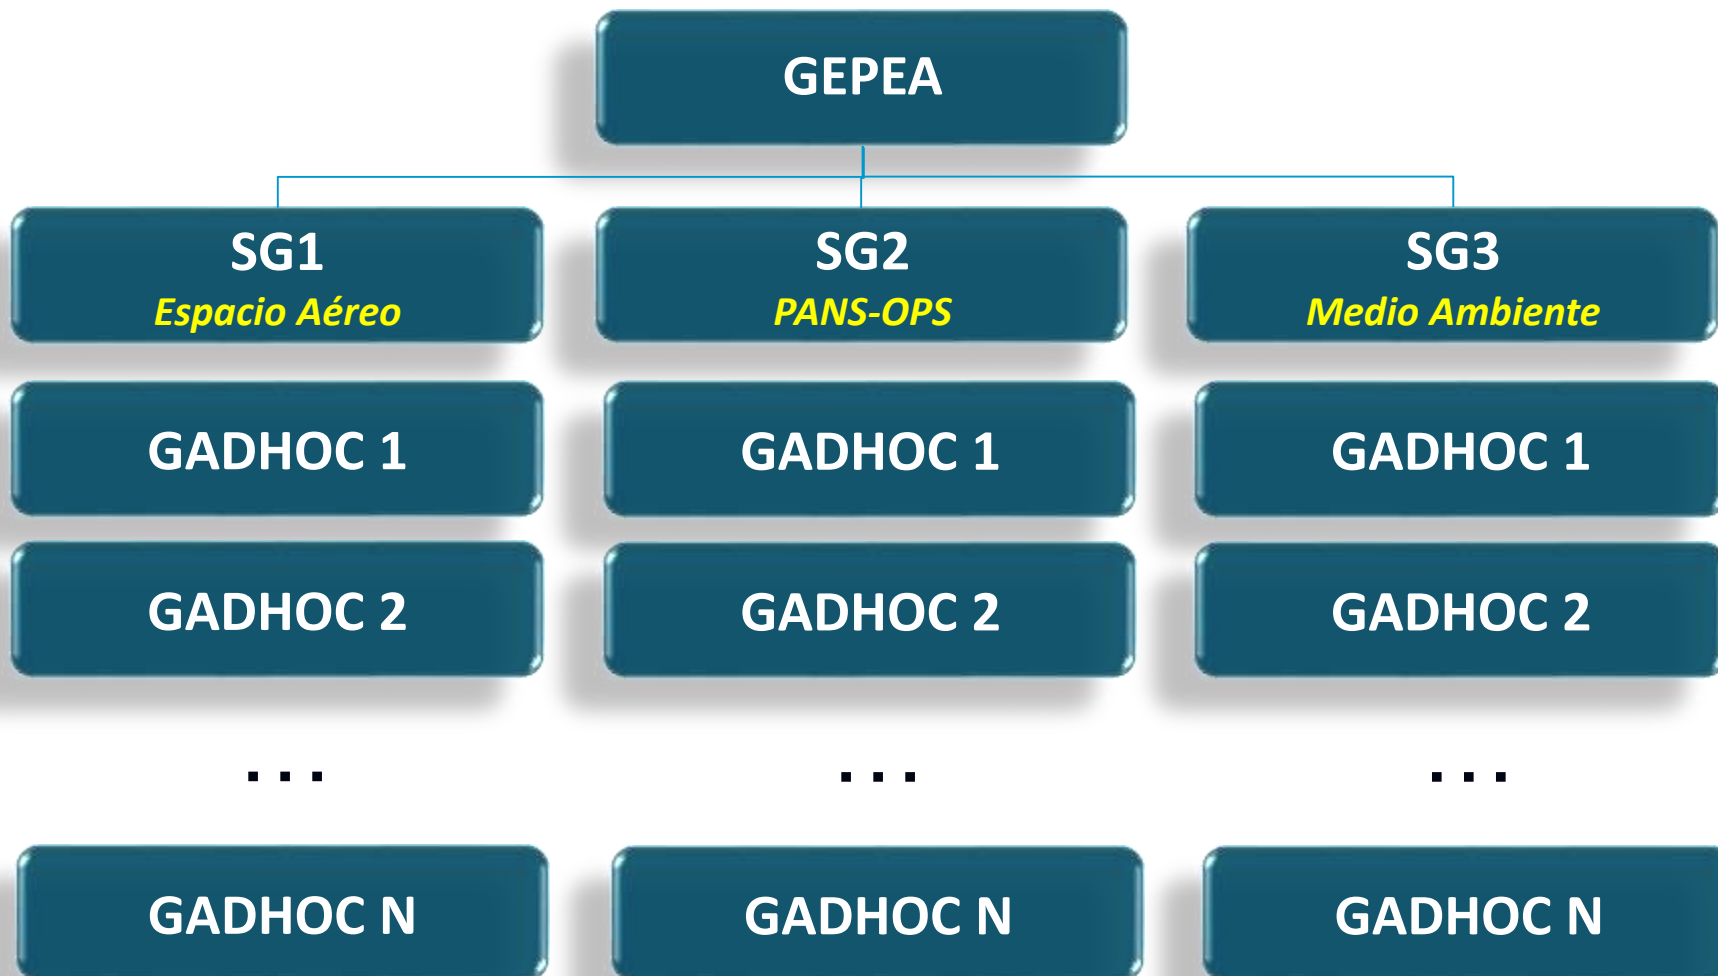 GEPEA
SG1
Espacio Aéreo
SG2
PANS-OPS
SG3
Medio Ambiente
GADHOC 1
GADHOC 1
GADHOC 1
GADHOC 2
GADHOC 2
GADHOC 2
...
...
...
GADHOC N
GADHOC N
GADHOC N